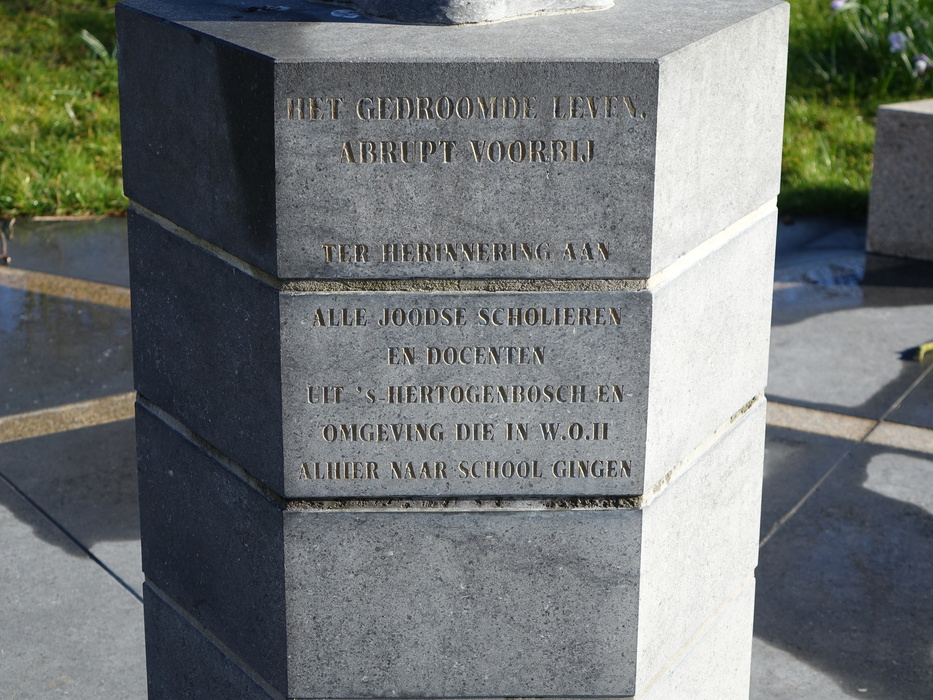 HET GEDROOMDE LEVEN,
ABRUPT VOORBIJ
TER HERINNERING AAN
ALLE JOODSE SCHOLIEREN
EN DOCENTEN
UIT 's-HERTOGENBOSCH EN
OMGEVING DIE IN W.O.II
ALHIER NAAR SCHOOL GINGEN